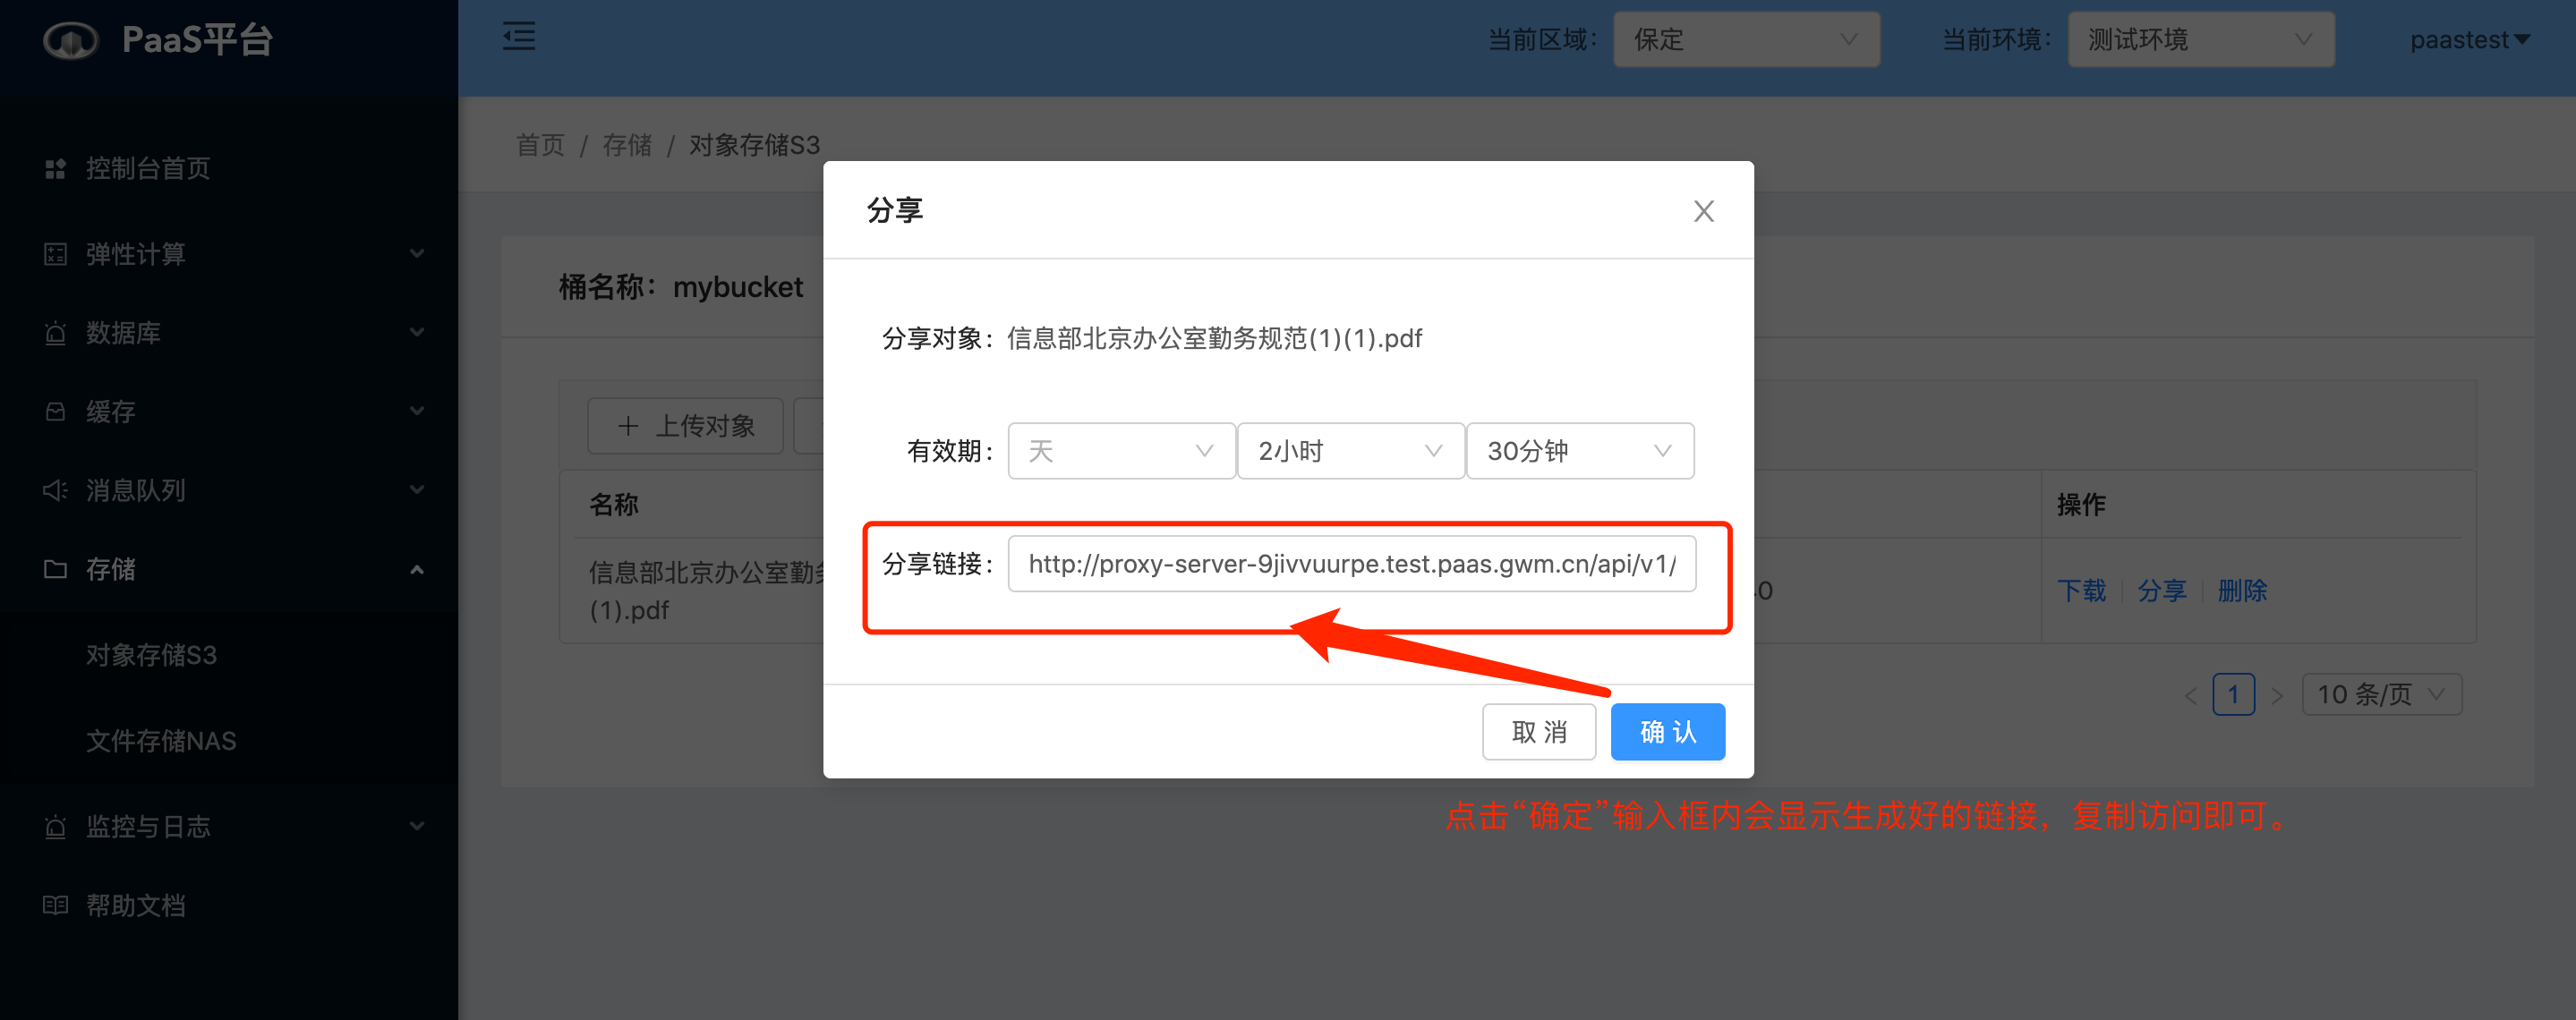 PaaS平台
当前区域：
保定
当前环境：
测试环境
paastest
控制台首页
弹性计算
数据库
缓存
消息队列
存储
对象存储S3
文件存储NAS
监控与日志
帮助文档
首页 / 存储 / 对象存储S3
桶名称：mybucket
上传对象
名称
操作
信息部北京办公室勤
(1).pdf
下载
分享
删除
1
10 条/页
分享
分享对象：信息部北京办公室勤务规范(1)(1).pdf
有效期：
天
2小时
30分钟
分享链接：
http://proxy-server-9jivvuurpe.test.paas.gwm.cn/api/v1/
取 消
确 认
点击“确定”输入框内会显示生成好的链接，复制访问即可。